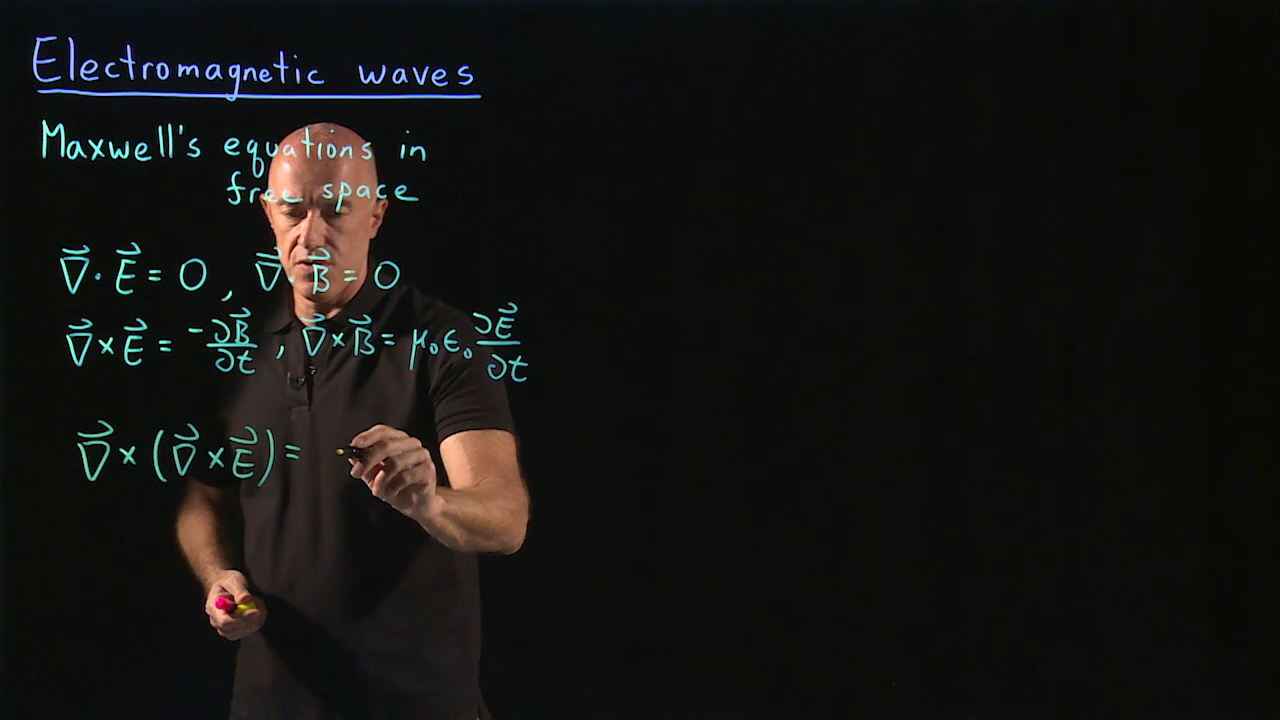 Electromagnetic waves
Maxwell's equations in
free space
∇⃗ · E⃗ = 0 , ∇⃗ · B⃗ = 0
∇⃗ × E⃗ = -∂B⃗/∂t , ∇⃗ × B⃗ = μ₀ϵ₀ ∂E⃗/∂t
∇⃗ × (∇⃗ × E⃗) =